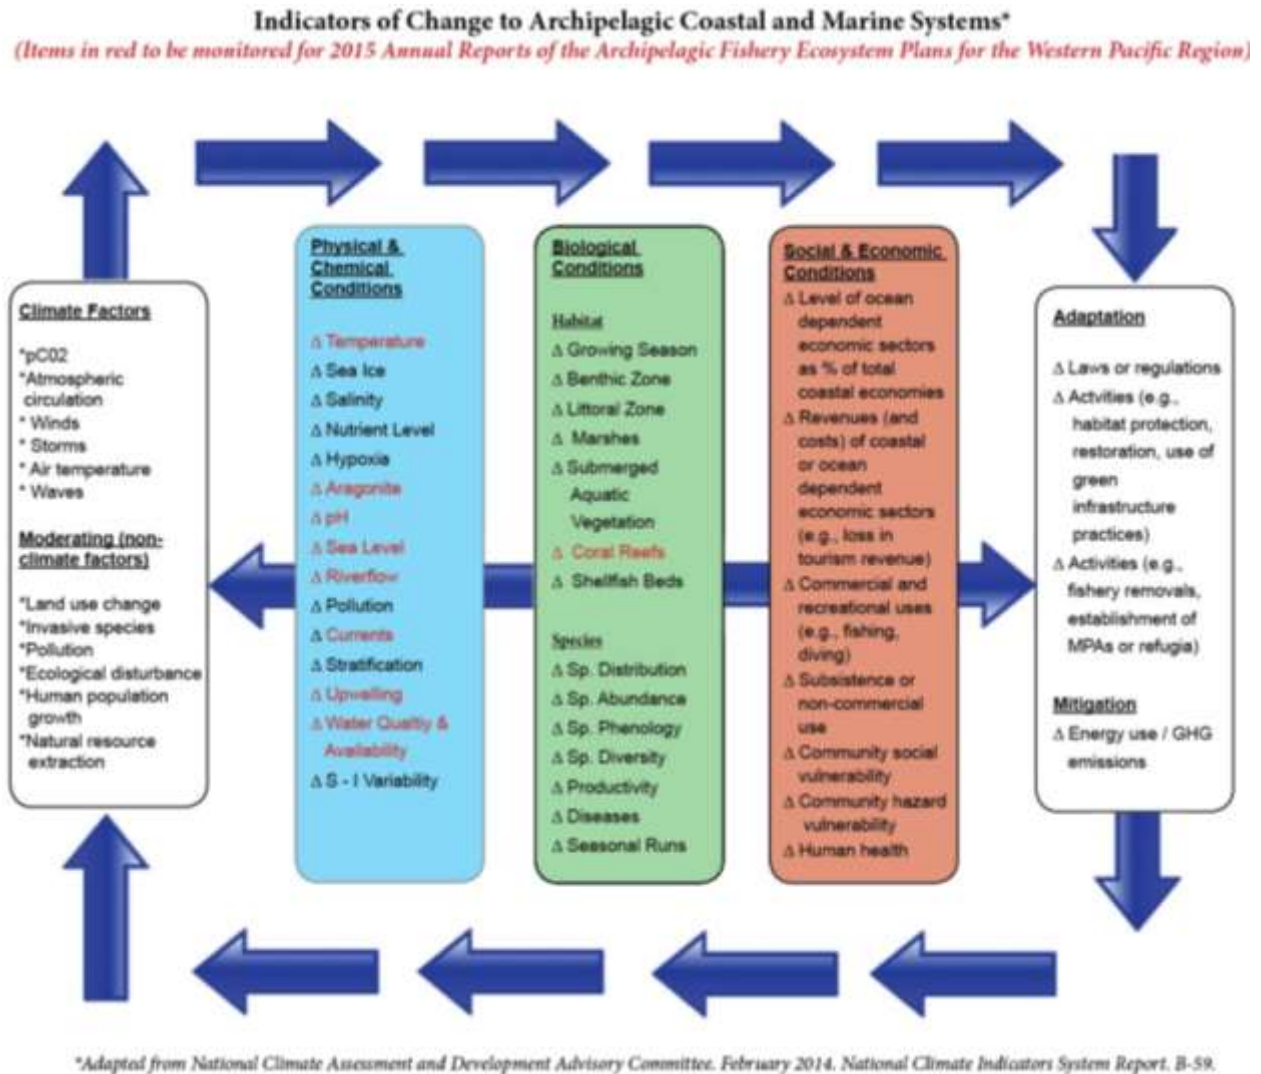 Indicators of Change to Archipelagic Coastal and Marine Systems*
(Items in red to be monitored for 2015 Annual Reports of the Archipelagic Fishery Ecosystem Plans for the Western Pacific Region)
Climate Factors
*pC02
*Atmospheric
circulation
* Winds
* Storms
* Air temperature
* Waves
Moderating (non-
climate factors)
*Land use change
*Invasive species
*Pollution
*Ecological disturbance
*Human population
growth
*Natural resource
extraction
Physical &
Chemical
Conditions
Δ Temperature
Δ Sea Ice
Δ Salinity
Δ Nutrient Level
Δ Hypoxia
Δ Aragonite
Δ pH
Δ Sea Level
Δ Riverflow
Δ Pollution
Δ Currents
Δ Stratification
Δ Upwelling
Δ Water Qualtiy &
Availability
Δ S - I Variability
Biological
Conditions
Habitat
Δ Growing Season
Δ Benthic Zone
Δ Littoral Zone
Δ Marshes
Δ Submerged
Aquatic
Vegetation
Δ Coral Reefs
Δ Shellfish Beds
Species
Δ Sp. Distribution
Δ Sp. Abundance
Δ Sp. Phenology
Δ Sp. Diversity
Δ Productivity
Δ Diseases
Δ Seasonal Runs
Social & Economic
Conditions
Δ Level of ocean
dependent
economic sectors
as % of total
coastal economies
Δ Revenues (and
costs) of coastal
or ocean
dependent
economic sectors
(e.g., loss in
tourism revenue)
Δ Commercial and
recreational uses
(e.g., fishing,
diving)
Δ Subsistence or
non-commercial
use
Δ Community social
vulnerability
Δ Community hazard
vulnerability
Δ Human health
Adaptation
Δ Laws or regulations
Δ Actvities (e.g.,
habitat protection,
restoration, use of
green
infrastructure
practices)
Δ Activities (e.g.,
fishery removals,
establishment of
MPAs or refugia)
Mitigation
Δ Energy use / GHG
emissions
*Adapted from National Climate Assessment and Development Advisory Committee. February 2014. National Climate Indicators System Report. B-59.